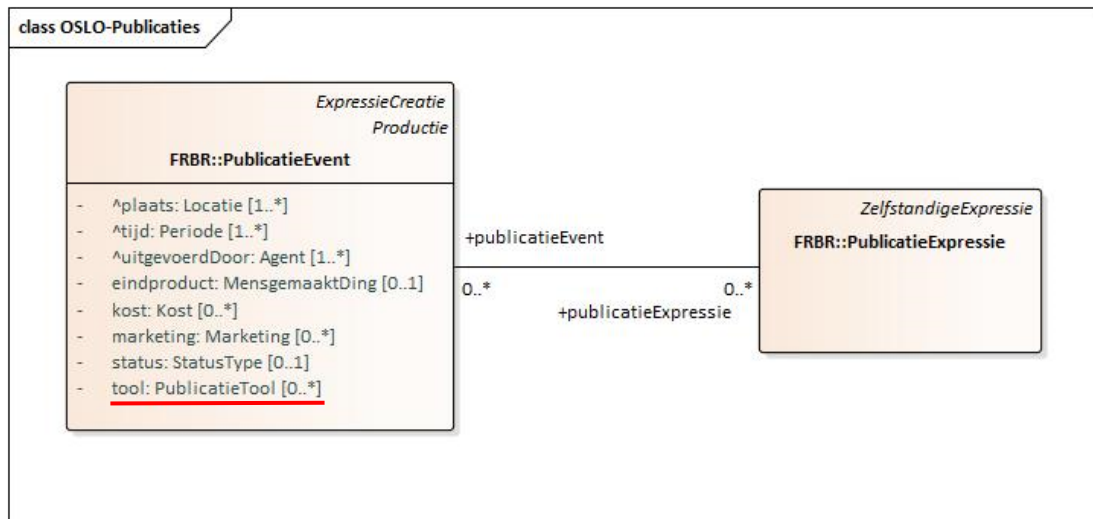 class OSLO-Publicaties
ExpressieCreatie
Productie
FRBR::PublicatieEvent
- ^plaats: Locatie [1..*]
- ^tijd: Periode [1..*]
- ^uitgevoerdDoor: Agent [1..*]
- eindproduct: MensgemaaktDing [0..1]
- kost: Kost [0..*]
- marketing: Marketing [0..*]
- status: StatusType [0..1]
- tool: PublicatieTool [0..*]
+publicatieEvent
0..*
0..*
+publicatieExpressie
ZelfstandigeExpressie
FRBR::PublicatieExpressie